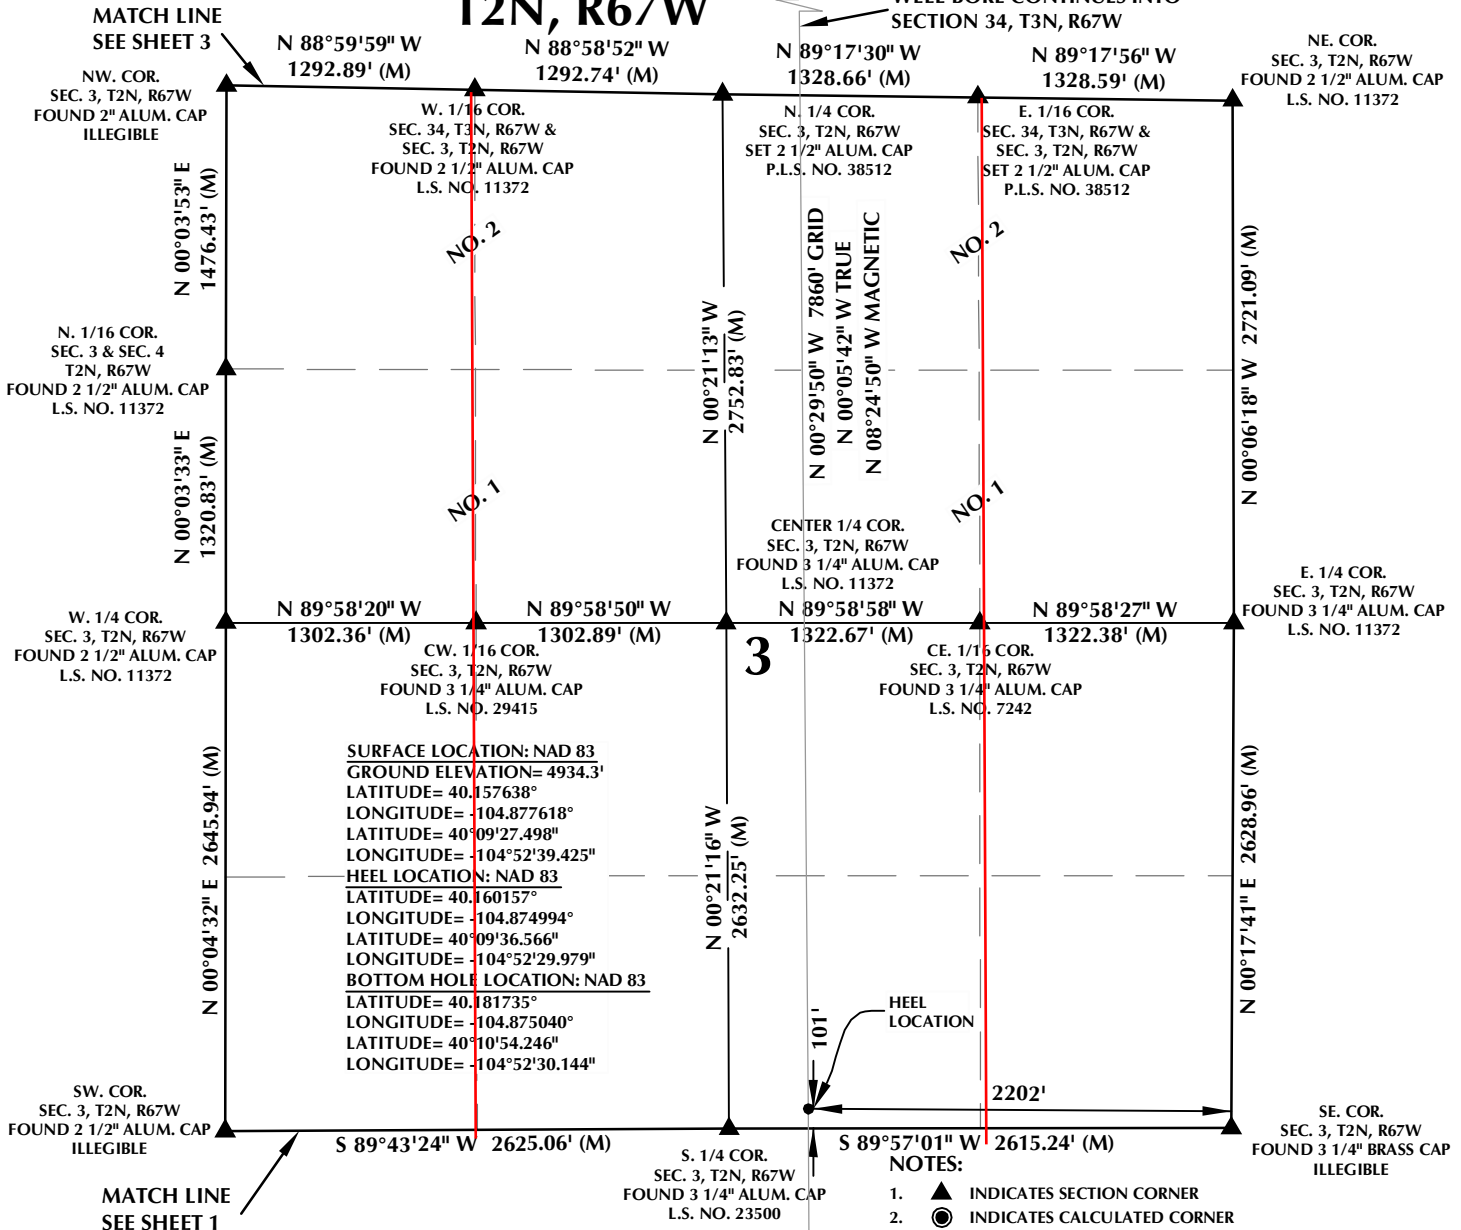 MATCH LINE
SEE SHEET 3
T2N, R67W
WELL BORE CONTINUES INTO
SECTION 34, T3N, R67W
N 88°59'59" W
1292.89' (M)
N 88°58'52" W
1292.74' (M)
N 89°17'30" W
1328.66' (M)
N 89°17'56" W
1328.59' (M)
NE. COR.
SEC. 3, T2N, R67W
FOUND 2 1/2" ALUM. CAP
L.S. NO. 11372
NW. COR.
SEC. 3, T2N, R67W
FOUND 2" ALUM. CAP
ILLEGIBLE
W. 1/16 COR.
SEC. 34, T3N, R67W &
SEC. 3, T2N, R67W
FOUND 2 1/2" ALUM. CAP
L.S. NO. 11372
N. 1/4 COR.
SEC. 3, T2N, R67W
SET 2 1/2" ALUM. CAP
P.L.S. NO. 38512
E. 1/16 COR.
SEC. 34, T3N, R67W &
SEC. 3, T2N, R67W
SET 2 1/2" ALUM. CAP
P.L.S. NO. 38512
N 00°03'53" E
1476.43' (M)
NO. 2
NO. 2
N 00°29'50" W 7860' GRID
N 00°05'42" W TRUE
N 08°24'50" W MAGNETIC
N 00°06'18" W 2721.09' (M)
N. 1/16 COR.
SEC. 3 & SEC. 4
T2N, R67W
FOUND 2 1/2" ALUM. CAP
L.S. NO. 11372
N 00°21'13" W
2752.83' (M)
N 00°03'33" E
1320.83' (M)
NO. 1
NO. 1
CENTER 1/4 COR.
SEC. 3, T2N, R67W
FOUND 3 1/4" ALUM. CAP
L.S. NO. 11372
W. 1/4 COR.
SEC. 3, T2N, R67W
FOUND 2 1/2" ALUM. CAP
L.S. NO. 11372
N 89°58'20" W
1302.36' (M)
N 89°58'50" W
1302.89' (M)
N 89°58'58" W
1322.67' (M)
N 89°58'27" W
1322.38' (M)
E. 1/4 COR.
SEC. 3, T2N, R67W
FOUND 3 1/4" ALUM. CAP
L.S. NO. 11372
3
CW. 1/16 COR.
SEC. 3, T2N, R67W
FOUND 3 1/4" ALUM. CAP
L.S. NO. 29415
CE. 1/16 COR.
SEC. 3, T2N, R67W
FOUND 3 1/4" ALUM. CAP
L.S. NO. 7242
N 00°04'32" E 2645.94' (M)
SURFACE LOCATION: NAD 83
GROUND ELEVATION= 4934.3'
LATITUDE= 40.157638°
LONGITUDE= -104.877618°
LATITUDE= 40°09'27.498"
LONGITUDE= -104°52'39.425"
HEEL LOCATION: NAD 83
LATITUDE= 40.160157°
LONGITUDE= -104.874994°
LATITUDE= 40°09'36.566"
LONGITUDE= -104°52'29.979"
BOTTOM HOLE LOCATION: NAD 83
LATITUDE= 40.181735°
LONGITUDE= -104.875040°
LATITUDE= 40°10'54.246"
LONGITUDE= -104°52'30.144"
N 00°21'16" W
2632.25' (M)
N 00°17'41" E 2628.96' (M)
HEEL
LOCATION
101'
2202'
SW. COR.
SEC. 3, T2N, R67W
FOUND 2 1/2" ALUM. CAP
ILLEGIBLE
S 89°43'24" W 2625.06' (M)
S 89°57'01" W 2615.24' (M)
SE. COR.
SEC. 3, T2N, R67W
FOUND 3 1/4" BRASS CAP
ILLEGIBLE
S. 1/4 COR.
SEC. 3, T2N, R67W
FOUND 3 1/4" ALUM. CAP
L.S. NO. 23500
MATCH LINE
SEE SHEET 1
NOTES:
1. INDICATES SECTION CORNER
2. INDICATES CALCULATED CORNER